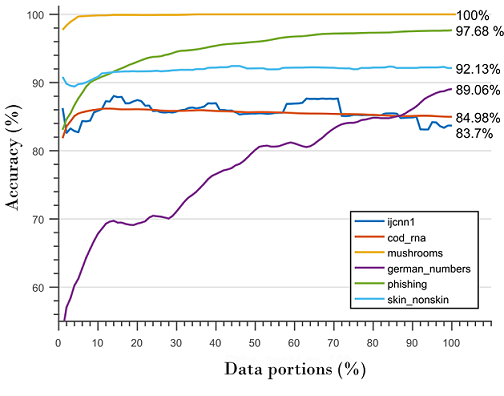 100
90
80
70
60
0
10
20
30
40
50
60
70
80
90
100
Accuracy (%)
Data portions (%)
100%
97.68 %
92.13%
89.06%
84.98%
83.7%
ijcnn1
cod_rna
mushrooms
german_numbers
phishing
skin_nonskin